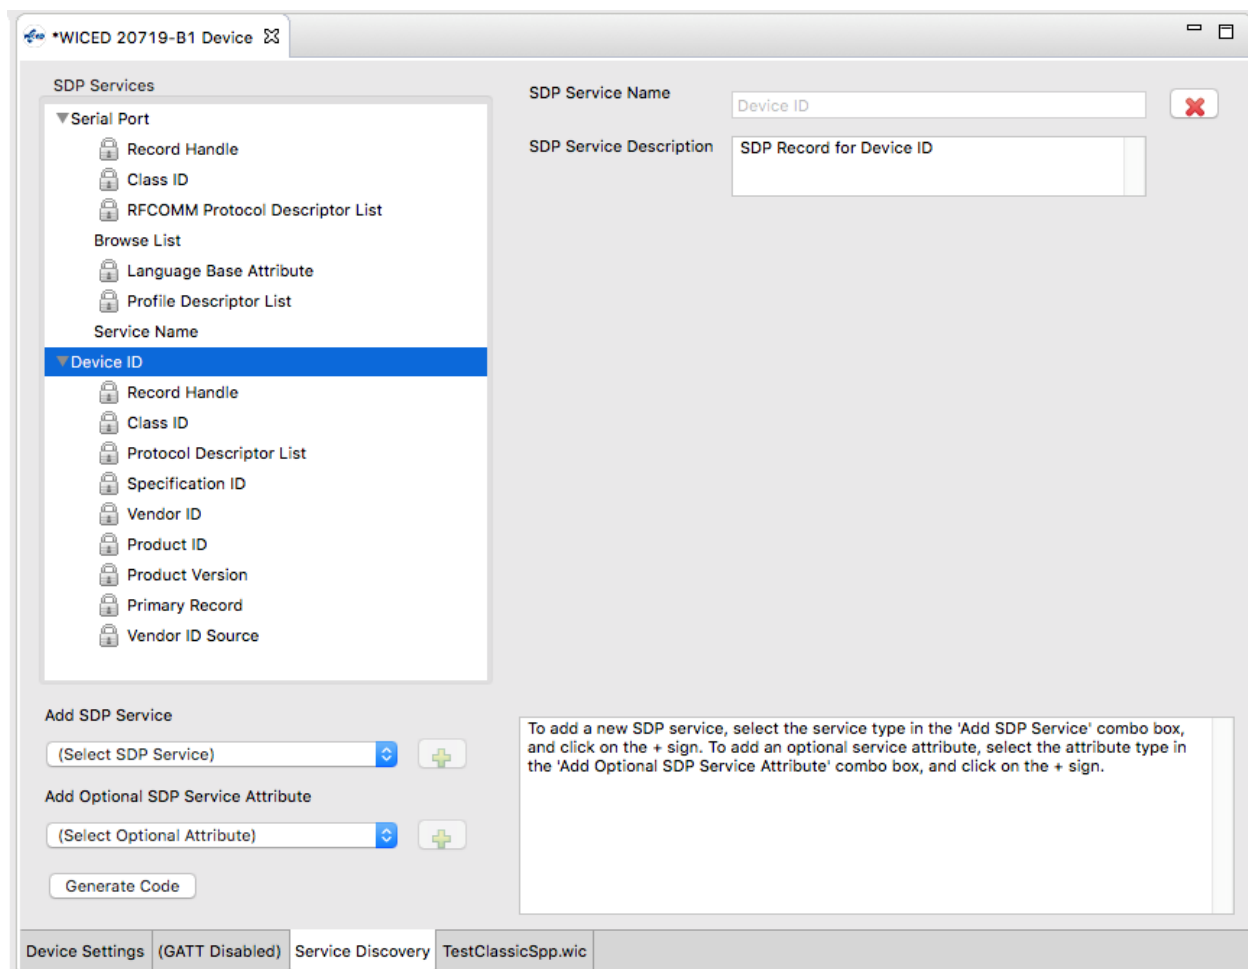 *WICED 20719-B1 Device
SDP Services
Serial Port
Record Handle
Class ID
RFCOMM Protocol Descriptor List
Browse List
Language Base Attribute
Profile Descriptor List
Service Name
Device ID
Record Handle
Class ID
Protocol Descriptor List
Specification ID
Vendor ID
Product ID
Product Version
Primary Record
Vendor ID Source
SDP Service Name
Device ID
SDP Service Description
SDP Record for Device ID
Add SDP Service
(Select SDP Service)
Add Optional SDP Service Attribute
(Select Optional Attribute)
Generate Code
To add a new SDP service, select the service type in the 'Add SDP Service' combo box,
and click on the + sign. To add an optional service attribute, select the attribute type in
the 'Add Optional SDP Service Attribute' combo box, and click on the + sign.
Device Settings (GATT Disabled) Service Discovery TestClassicSpp.wic